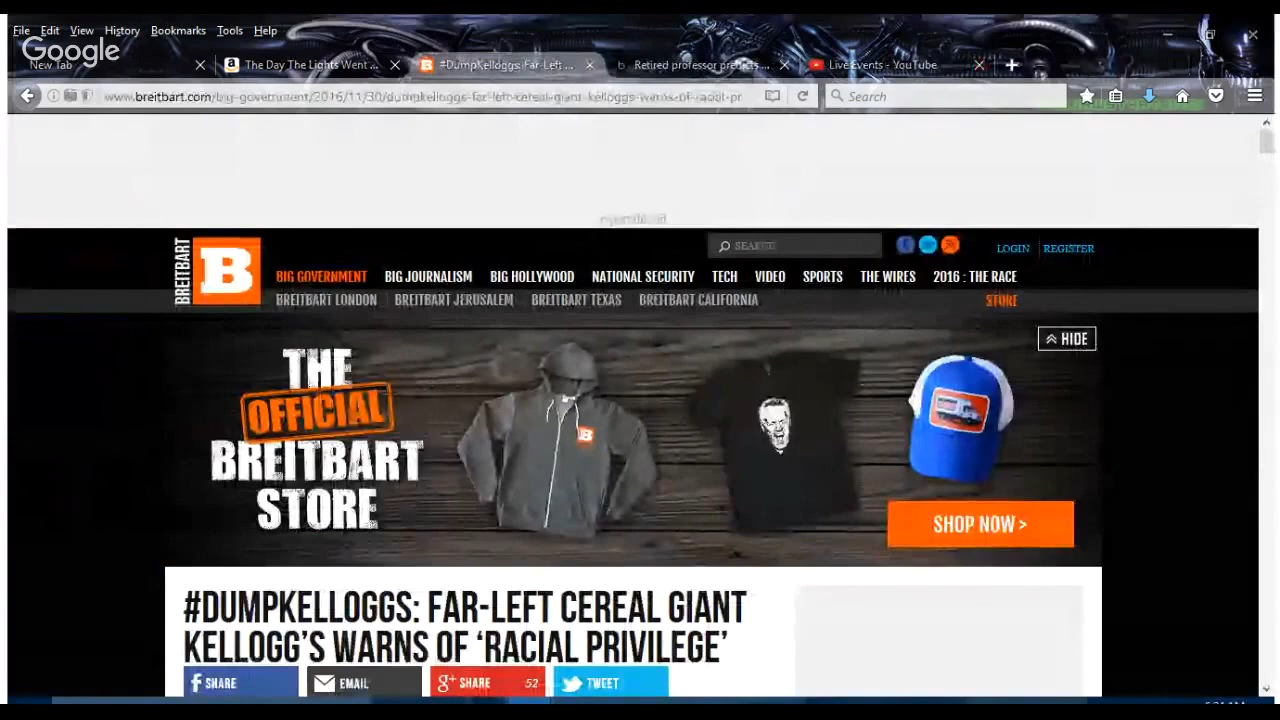 File Edit View History Bookmarks Tools Help
Google
New Tab
The Day The Lights Went ...
#DumpKelloggs: Far-Left ...
Retired professor predicts ...
Live Events - YouTube
www.breitbart.com/big-government/2016/11/30/dumpkelloggs-far-left-cereal-giant-kelloggs-warns-of-racial-pr
Search
SEARCH
LOGIN REGISTER
BREITBART
B
BIG GOVERNMENT BIG JOURNALISM BIG HOLLYWOOD NATIONAL SECURITY TECH VIDEO SPORTS THE WIRES 2016 : THE RACE
BREITBART LONDON BREITBART JERUSALEM BREITBART TEXAS BREITBART CALIFORNIA STORE
HIDE
THE
OFFICIAL
BREITBART
STORE
B
SHOP NOW >
#DUMPKELLOGGS: FAR-LEFT CEREAL GIANT
KELLOGG'S WARNS OF 'RACIAL PRIVILEGE'
SHARE EMAIL SHARE 52 TWEET